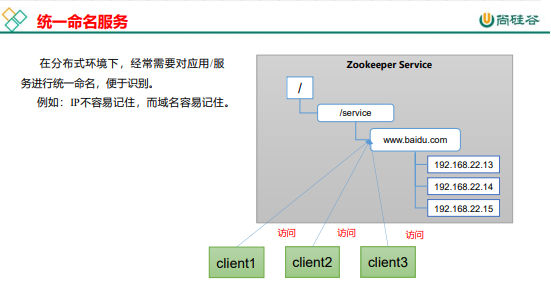 统一命名服务
尚硅谷
在分布式环境下，经常需要对应用/服
务进行统一命名，便于识别。
例如：IP不容易记住，而域名容易记住。
Zookeeper Service
/
/service
www.baidu.com
192.168.22.13
192.168.22.14
192.168.22.15
访问
访问
访问
client1
client2
client3